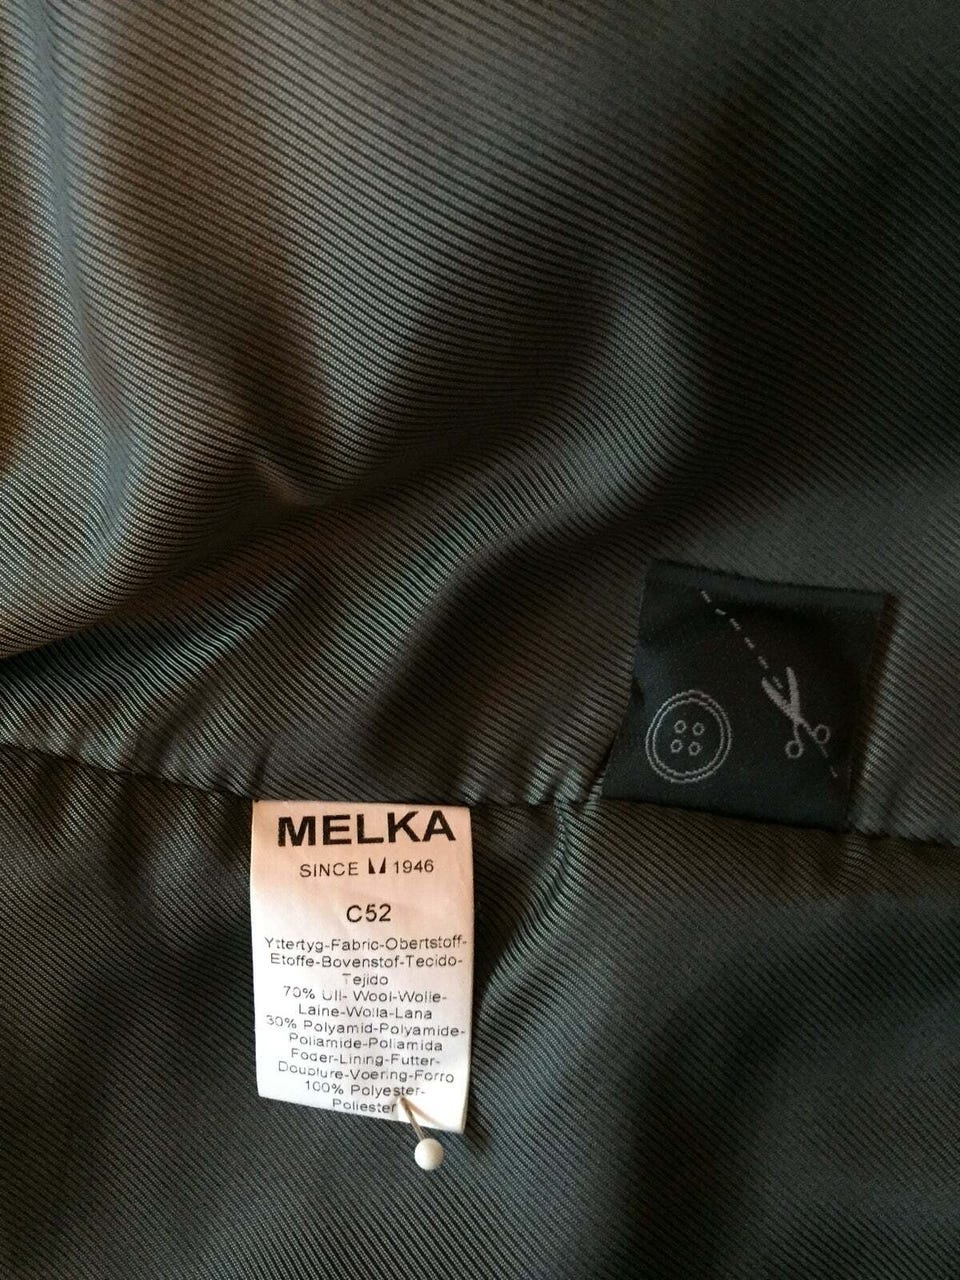 MELKA
SINCE 1946
C52
Yttertyg-Fabric-Obertstoff-
Etoffe-Bovenstof-Tecido-
Tejido
70% Ull- Wool-Wolle-
Laine-Wolla-Lana
30% Polyamid-Polyamide-
Poliamide-Poliamida
Foder-Lining-Futter-
Doublure-Voering-Forro
100% Polyester-
Poliester